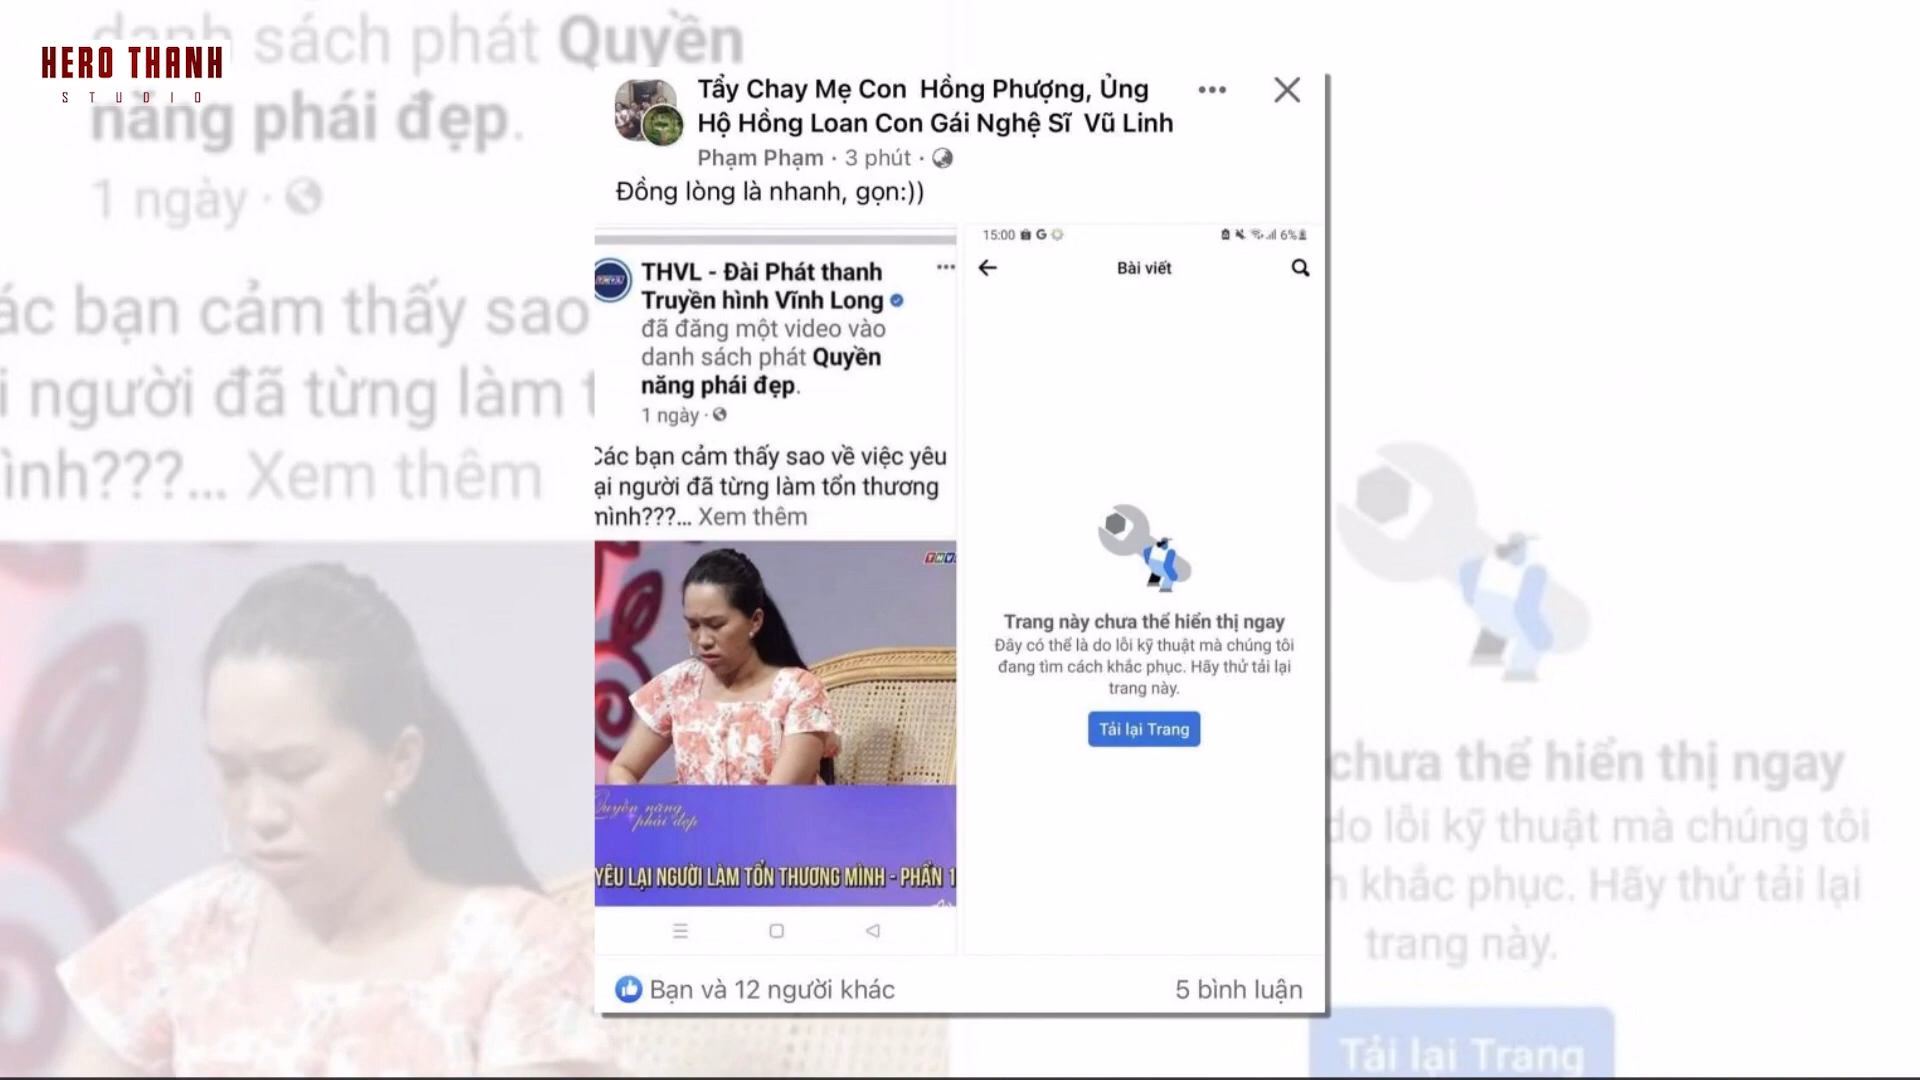 HERO THANH
STUDIO
danh sách phát Quyền
năng phái đẹp.
1 ngày ·
ác bạn cảm thấy sao
i người đã từng làm t
ình???... Xem thêm
Tẩy Chay Mẹ Con Hồng Phượng, Ủng
Hộ Hồng Loan Con Gái Nghệ Sĩ Vũ Linh
Phạm Phạm · 3 phút ·
Đồng lòng là nhanh, gọn:))
THVL - Đài Phát thanh
Truyền hình Vĩnh Long
đã đăng một video vào
danh sách phát Quyền
năng phái đẹp.
1 ngày ·
Các bạn cảm thấy sao về việc yêu
ại người đã từng làm tổn thương
mình???... Xem thêm
THVL
Quyền năng
phái đẹp
YÊU LẠI NGƯỜI LÀM TỔN THƯƠNG MÌNH - PHẦN 1
15:00 G
6%
Bài viết
Trang này chưa thể hiển thị ngay
Đây có thể là do lỗi kỹ thuật mà chúng tôi
đang tìm cách khắc phục. Hãy thử tải lại
trang này.
Tải lại Trang
Bạn và 12 người khác
5 bình luận
chưa thể hiển thị ngay
do lỗi kỹ thuật mà chúng tôi
h khắc phục. Hãy thử tải lại
trang này.
Tải lại Trang